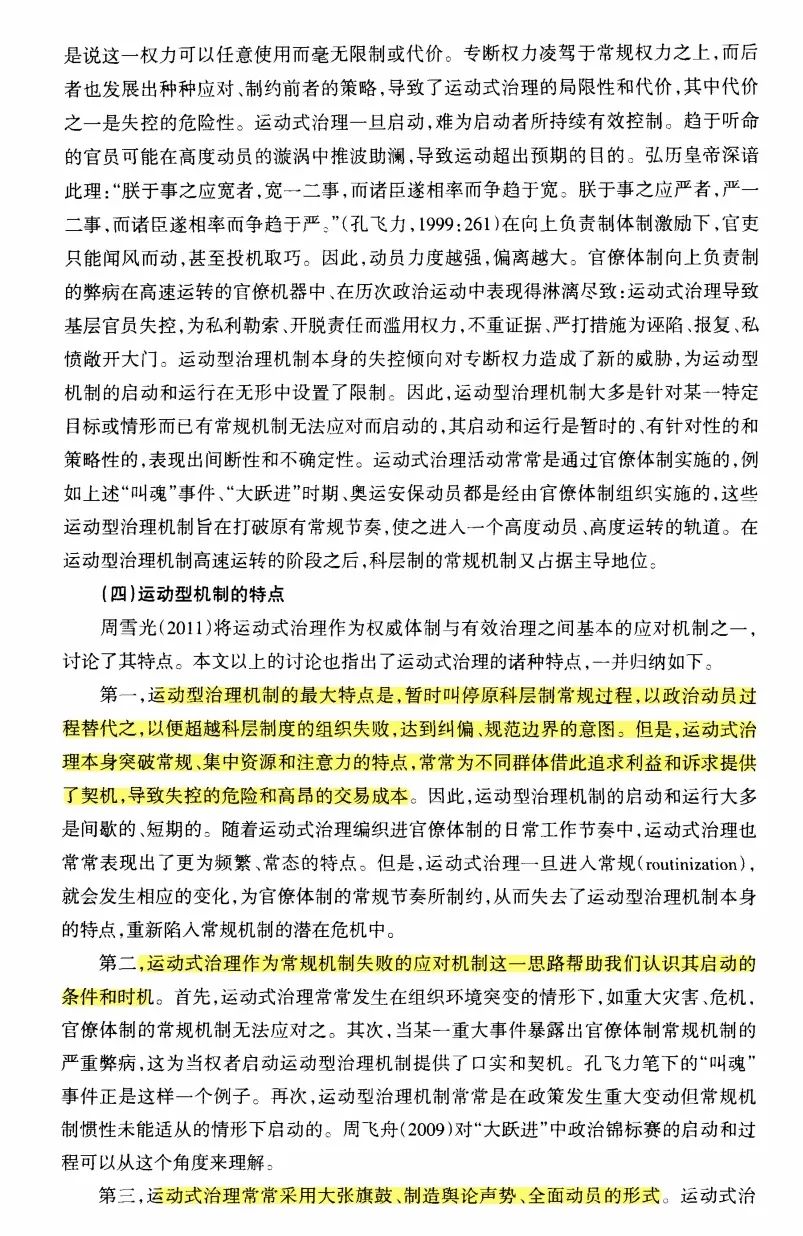 是说这一权力可以任意使用而毫无限制或代价。专断权力凌驾于常规权力之上,而后
者也发展出种种应对、制约前者的策略,导致了运动式治理的局限性和代价,其中代价
之一是失控的危险性。运动式治理一旦启动,难为启动者所持续有效控制。趋于听命
的官员可能在高度动员的漩涡中推波助澜,导致运动超出预期的目的。弘历皇帝深谙
此理:“朕于事之应宽者,宽一二事,而诸臣遂相率而争趋于宽。朕于事之应严者,严一
二事,而诸臣遂相率而争趋于严。”(孔飞力,1999:261)在向上负责制体制激励下,官吏
只能闻风而动,甚至投机取巧。因此,动员力度越强,偏离越大。官僚体制向上负责制
的弊病在高速运转的官僚机器中、在历次政治运动中表现得淋漓尽致:运动式治理导致
基层官员失控,为私利勒索、开脱责任而滥用权力,不重证据、严打措施为诬陷、报复、私
愤敞开大门。运动型治理机制本身的失控倾向对专断权力造成了新的威胁,为运动型
机制的启动和运行在无形中设置了限制。因此,运动型治理机制大多是针对某一特定
目标或情形而已有常规机制无法应对而启动的,其启动和运行是暂时的、有针对性的和
策略性的,表现出间断性和不确定性。运动式治理活动常常是通过官僚体制实施的,例
如上述“叫魂”事件、“大跃进”时期、奥运安保动员都是经由官僚体制组织实施的,这些
运动型治理机制旨在打破原有常规节奏,使之进入一个高度动员、高度运转的轨道。在
运动型治理机制高速运转的阶段之后,科层制的常规机制又占据主导地位。
(四)运动型机制的特点
周雪光(2011)将运动式治理作为权威体制与有效治理之间基本的应对机制之一,
讨论了其特点。本文以上的讨论也指出了运动式治理的诸种特点,一并归纳如下。
第一,运动型治理机制的最大特点是,暂时叫停原科层制常规过程,以政治动员过
程替代之,以便超越科层制度的组织失败,达到纠偏、规范边界的意图。但是,运动式治
理本身突破常规、集中资源和注意力的特点,常常为不同群体借此追求利益和诉求提供
了契机,导致失控的危险和高昂的交易成本。因此,运动型治理机制的启动和运行大多
是间歇的、短期的。随着运动式治理编织进官僚体制的日常工作节奏中,运动式治理也
常常表现出了更为频繁、常态的特点。但是,运动式治理一旦进入常规(routinization),
就会发生相应的变化,为官僚体制的常规节奏所制约,从而失去了运动型治理机制本身
的特点,重新陷入常规机制的潜在危机中。
第二,运动式治理作为常规机制失败的应对机制这一思路帮助我们认识其启动的
条件和时机。首先,运动式治理常常发生在组织环境突变的情形下,如重大灾害、危机,
官僚体制的常规机制无法应对之。其次,当某一重大事件暴露出官僚体制常规机制的
严重弊病,这为当权者启动运动型治理机制提供了口实和契机。孔飞力笔下的“叫魂”
事件正是这样一个例子。再次,运动型治理机制常常是在政策发生重大变动但常规机
制惯性未能适从的情形下启动的。周飞舟(2009)对“大跃进”中政治锦标赛的启动和过
程可以从这个角度来理解。
第三,运动式治理常常采用大张旗鼓、制造舆论声势、全面动员的形式。运动式治